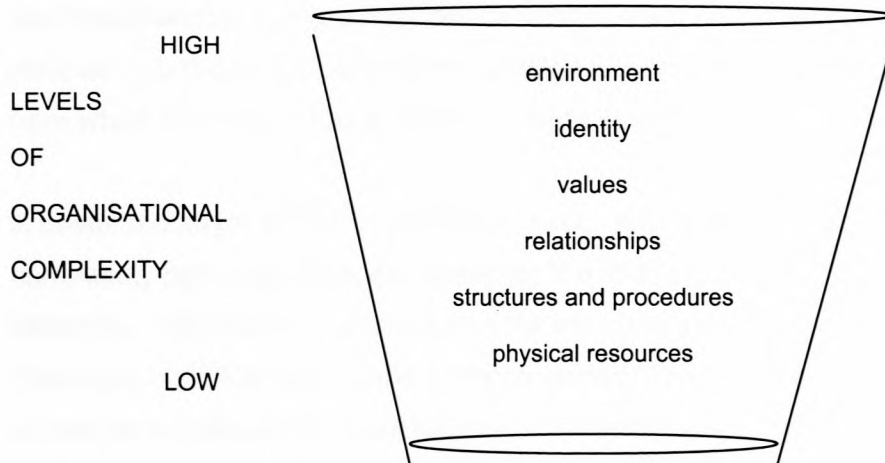 HIGH
LEVELS
OF
ORGANISATIONAL
COMPLEXITY
LOW
environment
identity
values
relationships
structures and procedures
physical resources